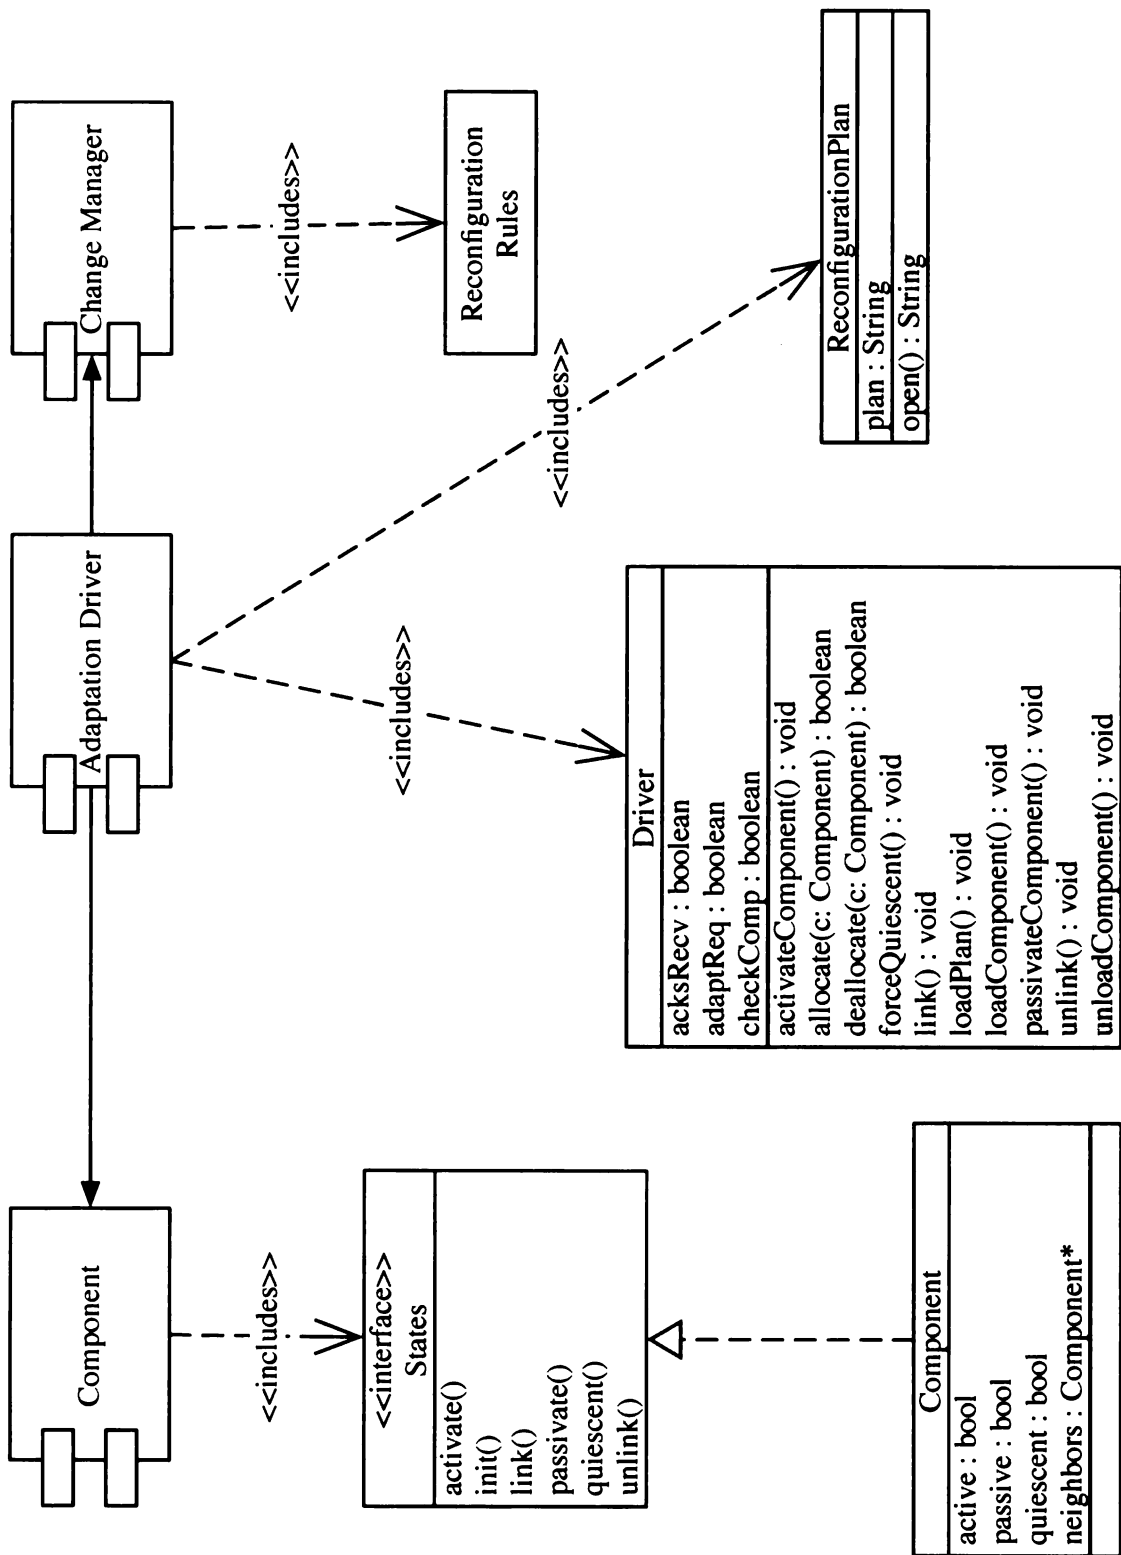 Component
Adaptation Driver
Change Manager
<<includes>>
<<includes>>
<<includes>>
<<includes>>
<<interface>>
States
activate()
init()
link()
passivate()
quiescent()
unlink()
Component
active : bool
passive : bool
quiescent : bool
neighbors : Component*
Driver
acksRecv : boolean
adaptReq : boolean
checkComp : boolean
activateComponent() : void
allocate(c: Component) : boolean
deallocate(c: Component) : boolean
forceQuiescent() : void
link() : void
loadPlan() : void
loadComponent() : void
passivateComponent() : void
unlink() : void
unloadComponent() : void
Reconfiguration
Rules
ReconfigurationPlan
plan : String
open() : String